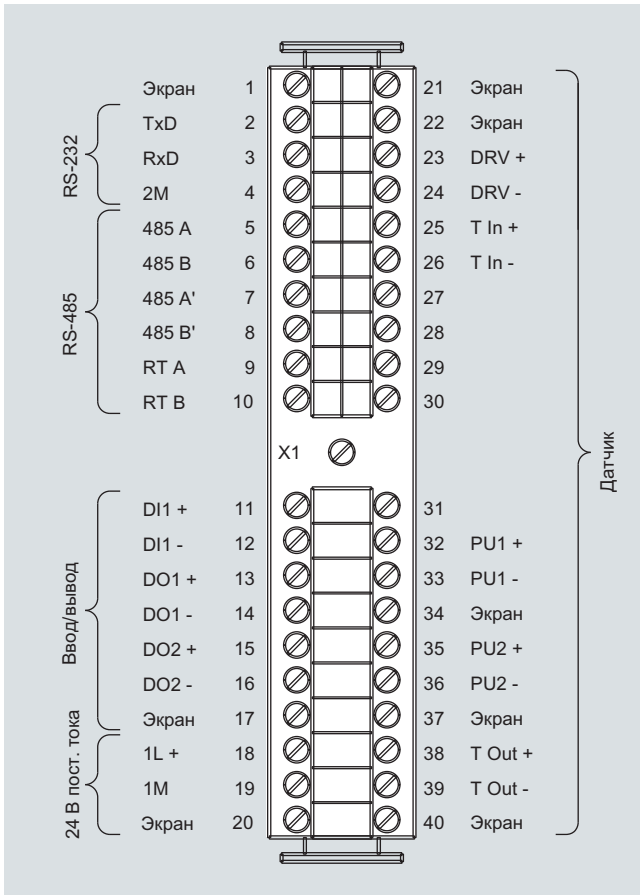 Экран 1 21 Экран
TxD 2 22 Экран
RxD 3 23 DRV +
2M 4 24 DRV -
RS-232
485 A 5 25 T In +
485 B 6 26 T In -
485 A' 7 27
485 B' 8 28
RT A 9 29
RT B 10 30
RS-485
X1
Датчик
DI1 + 11 31
DI1 - 12 32 PU1 +
DO1 + 13 33 PU1 -
DO1 - 14 34 Экран
DO2 + 15 35 PU2 +
DO2 - 16 36 PU2 -
Экран 17 37 Экран
Ввод/вывод
1L + 18 38 T Out +
1M 19 39 T Out -
Экран 20 40 Экран
24 В пост. тока